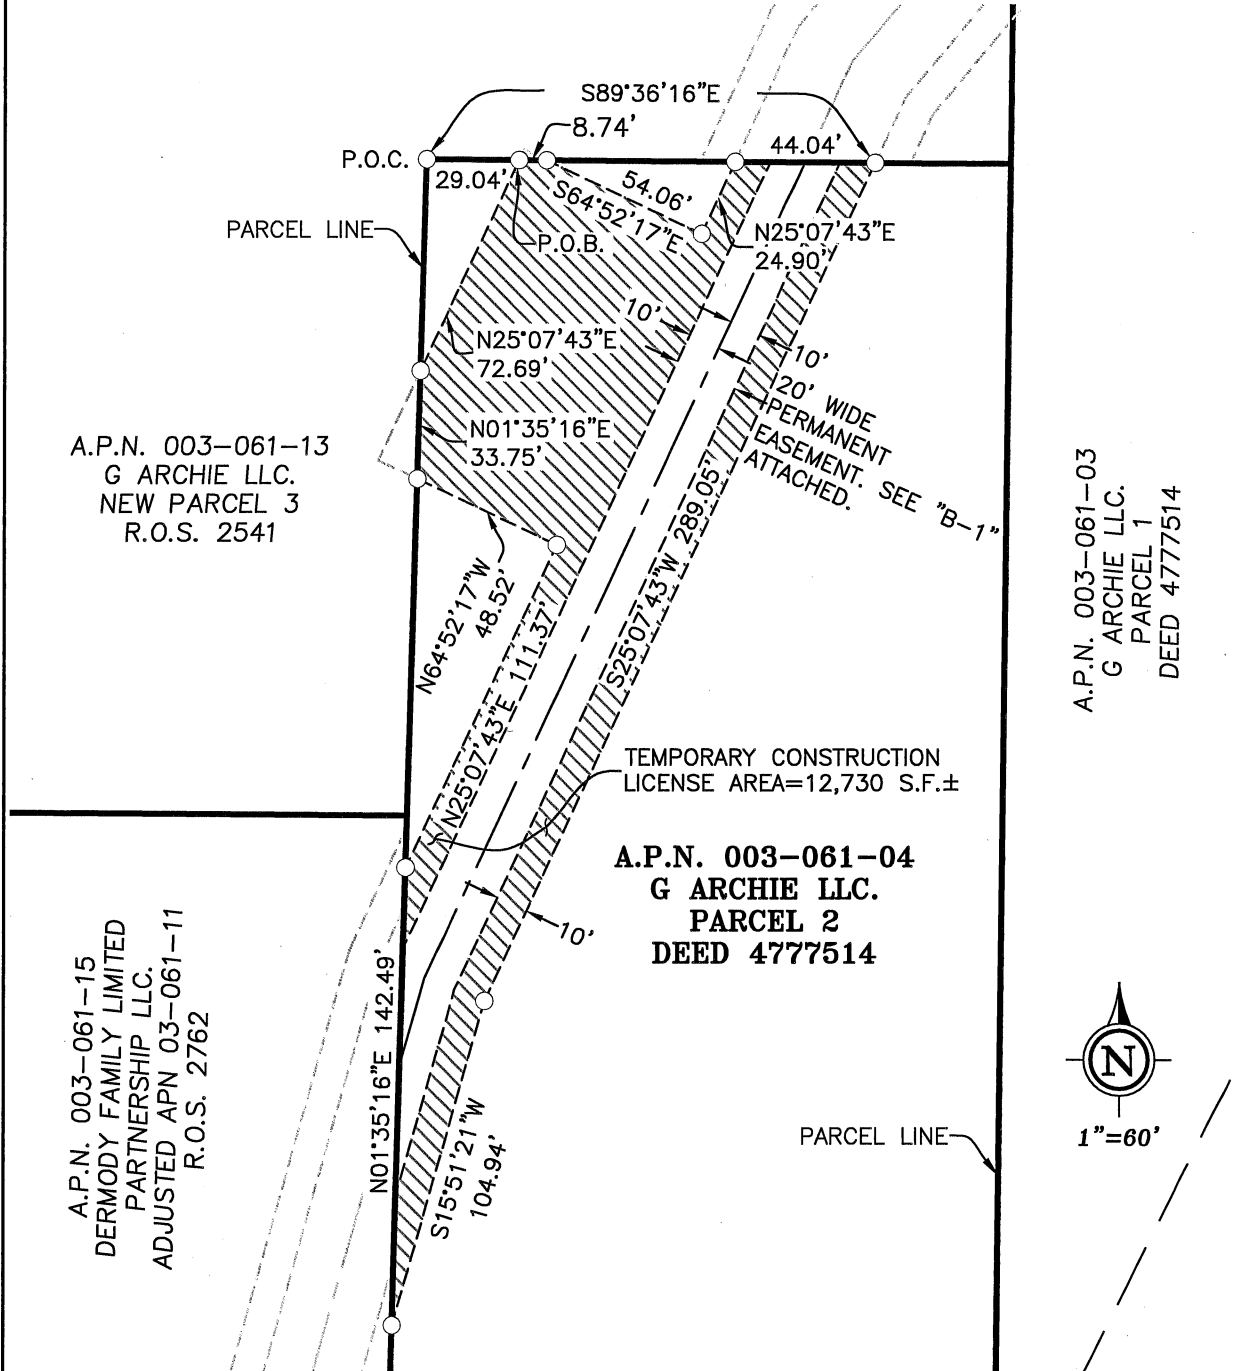 S89°36'16"E
8.74'
44.04'
P.O.C.
29.04'
54.06'
S64°52'17"E
PARCEL LINE
P.O.B.
N25°07'43"E
24.90'
10'
N25°07'43"E
72.69'
10'
20' WIDE
PERMANENT
EASEMENT. SEE "B-1"
ATTACHED.
N01°35'16"E
33.75'
A.P.N. 003-061-13
G ARCHIE LLC.
NEW PARCEL 3
R.O.S. 2541
A.P.N. 003-061-03
G ARCHIE LLC.
PARCEL 1
DEED 4777514
S25°07'43"W 289.05'
N64°52'17"W
48.52'
N25°07'43"E 111.37'
TEMPORARY CONSTRUCTION
LICENSE AREA=12,730 S.F.±
A.P.N. 003-061-04
G ARCHIE LLC.
PARCEL 2
DEED 4777514
10'
A.P.N. 003-061-15
DERMODY FAMILY LIMITED
PARTNERSHIP LLC.
ADJUSTED APN 03-061-11
R.O.S. 2762
N01°35'16"E 142.49'
S15°51'21"W
104.94'
N
1"=60'
PARCEL LINE